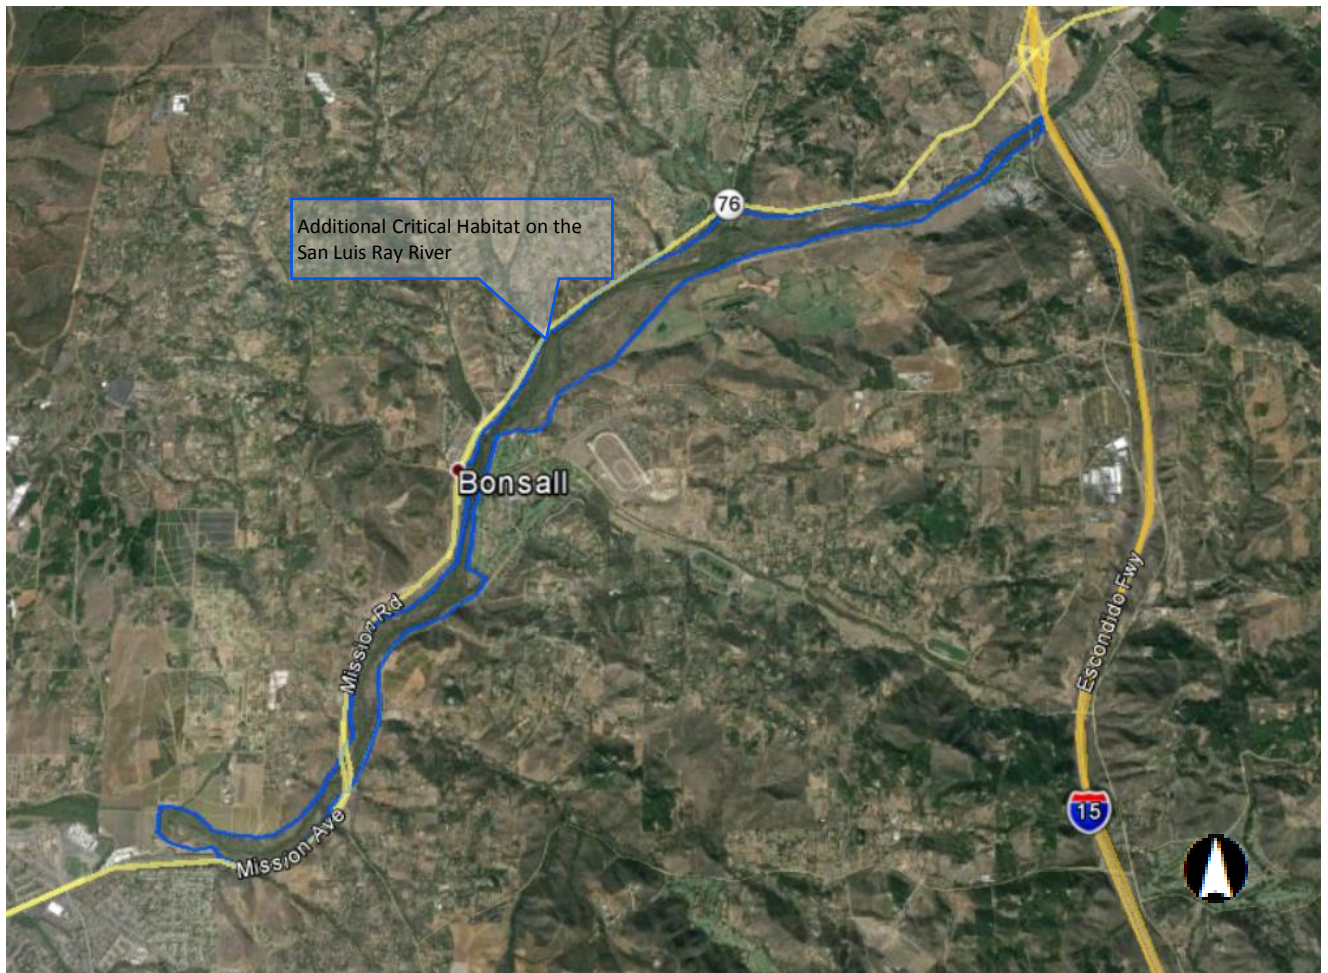 76
Additional Critical Habitat on the
San Luis Ray River
Bonsall
Mission Rd
Escondido Fwy
15
Mission Ave